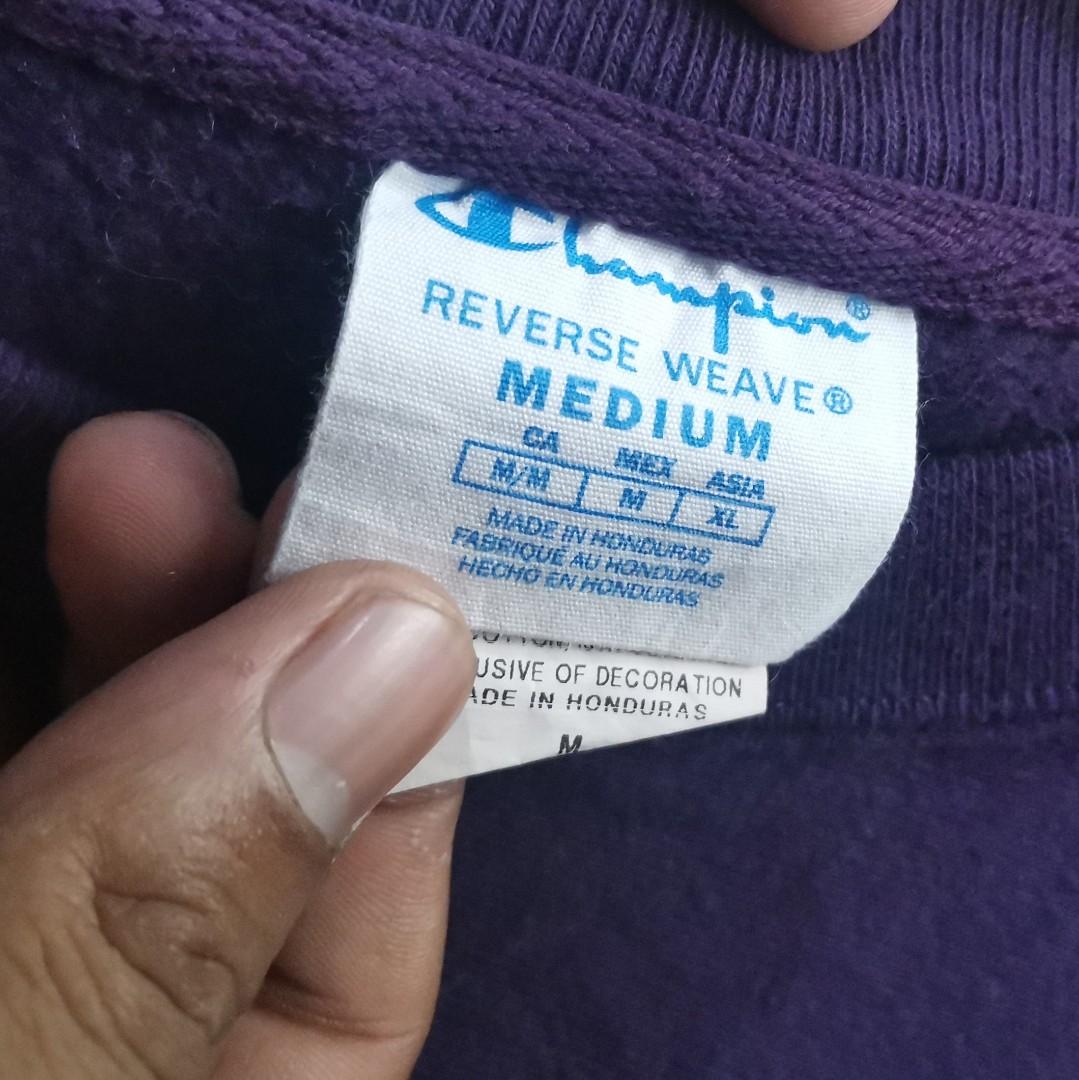 Champion®
REVERSE WEAVE®
MEDIUM
CA MEX ASIA
M/M M XL
MADE IN HONDURAS
FABRIQUÉ AU HONDURAS
HECHO EN HONDURAS
USIVE OF DECORATION
ADE IN HONDURAS
M